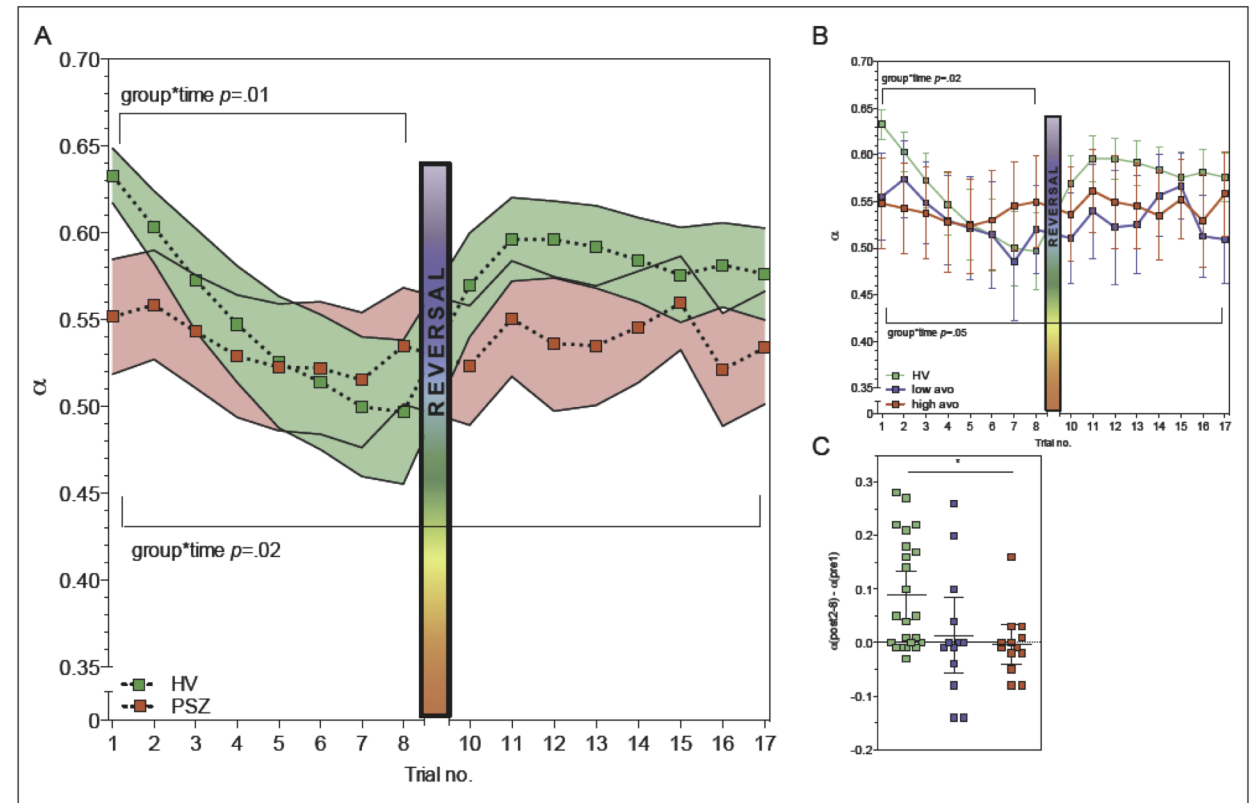 A
0.70
group*time p=.01
0.65
0.60
0.55
α
0.50
0.45
group*time p=.02
0.40
0.35
HV
PSZ
0
1 2 3 4 5 6 7 8 10 11 12 13 14 15 16 17
Trial no.
REVERSAL
B
0.70
group*time p=.02
0.65
0.60
0.55
α
0.50
0.45
group*time p=.05
0.40
0.35
HV
low avo
high avo
0
1 2 3 4 5 6 7 8 10 11 12 13 14 15 16 17
Trial no.
REVERSAL
C
*
0.3
0.2
0.1
0.0
-0.1
-0.2
α(post2-8) - α(pre1)